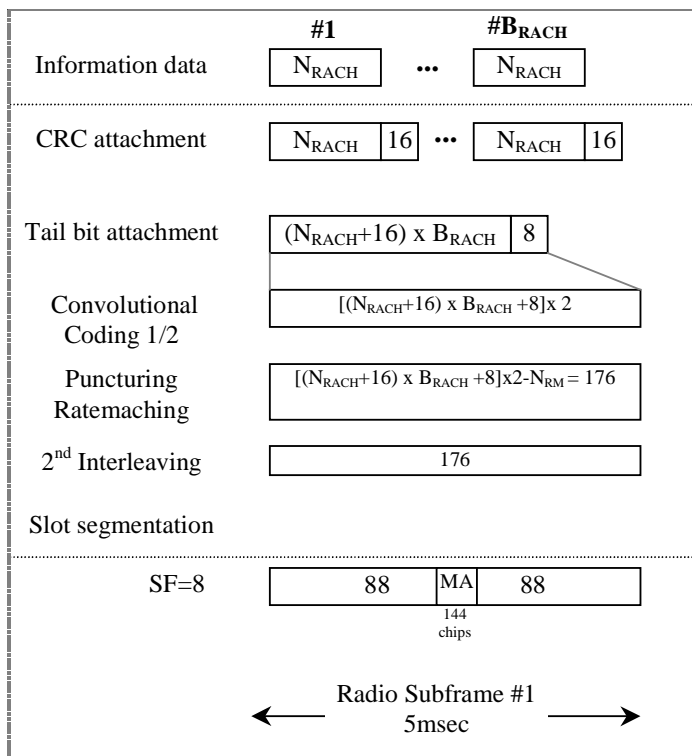 #1 #B_RACH
Information data N_RACH ••• N_RACH
CRC attachment N_RACH 16 ••• N_RACH 16
Tail bit attachment (N_RACH+16) x B_RACH 8
Convolutional
Coding 1/2
[(N_RACH+16) x B_RACH +8]x 2
Puncturing
Ratemaching
[(N_RACH+16) x B_RACH +8]x2-N_RM = 176
2nd Interleaving 176
Slot segmentation
SF=8 88 MA 88
144
chips
Radio Subframe #1
5msec